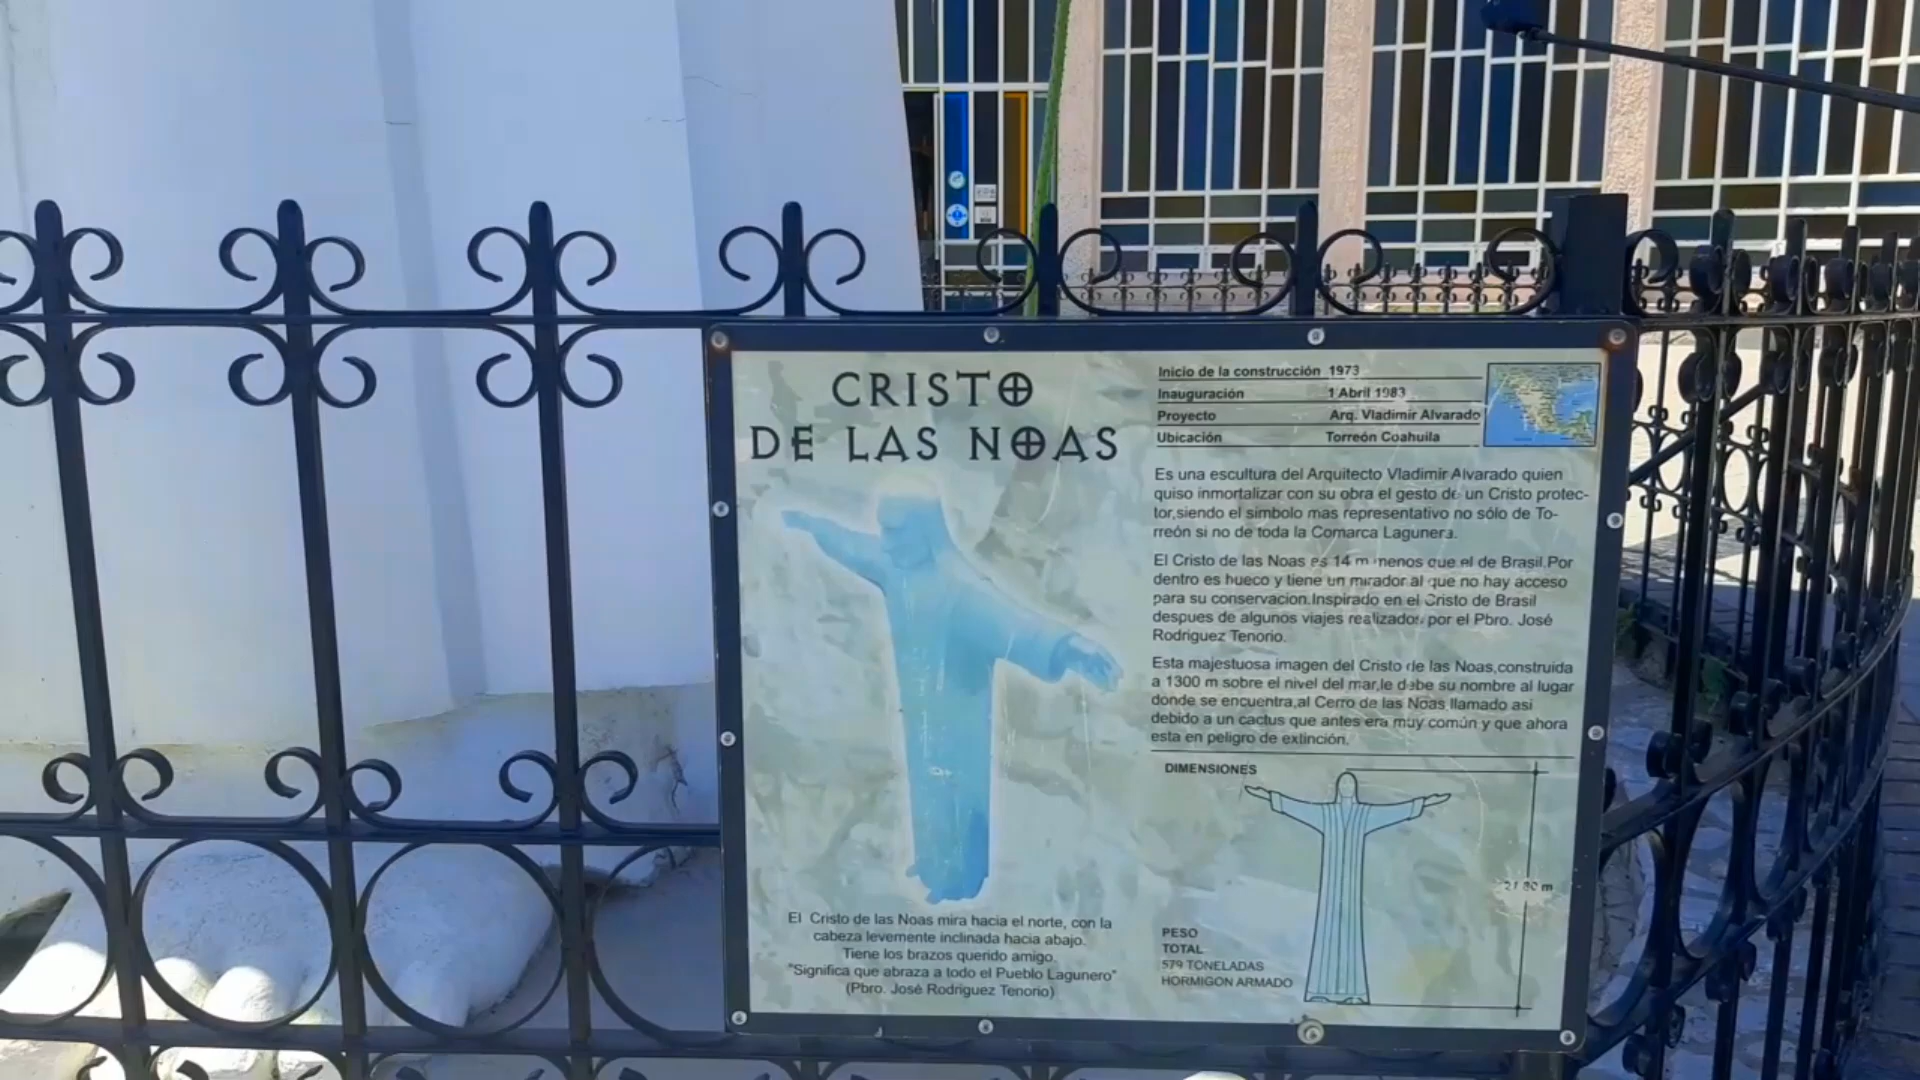 CRISTO
DE LAS NOAS
El Cristo de las Noas mira hacia el norte, con la
cabeza levemente inclinada hacia abajo.
Tiene los brazos querido amigo.
"Significa que abraza a todo el Pueblo Lagunero"
(Pbro. José Rodriguez Tenorio)
Inicio de la construcción 1973
Inauguración 1 Abril 1983
Proyecto Arq. Vladimir Alvarado
Ubicación Torreón Coahuila
Es una escultura del Arquitecto Vladimir Alvarado quien
quiso inmortalizar con su obra el gesto de un Cristo protec-
tor,siendo el simbolo mas representativo no sólo de To-
rreón si no de toda la Comarca Lagunera.
El Cristo de las Noas es 14 m menos que el de Brasil.Por
dentro es hueco y tiene un mirador al que no hay acceso
para su conservacion.Inspirado en el Cristo de Brasil
despues de algunos viajes realizados por el Pbro. José
Rodriguez Tenorio.
Esta majestuosa imagen del Cristo de las Noas,construida
a 1300 m sobre el nivel del mar,le debe su nombre al lugar
donde se encuentra,al Cerro de las Noas llamado asi
debido a un cactus que antes era muy común y que ahora
esta en peligro de extinción.
DIMENSIONES
PESO
TOTAL
579 TONELADAS
HORMIGON ARMADO
80 m